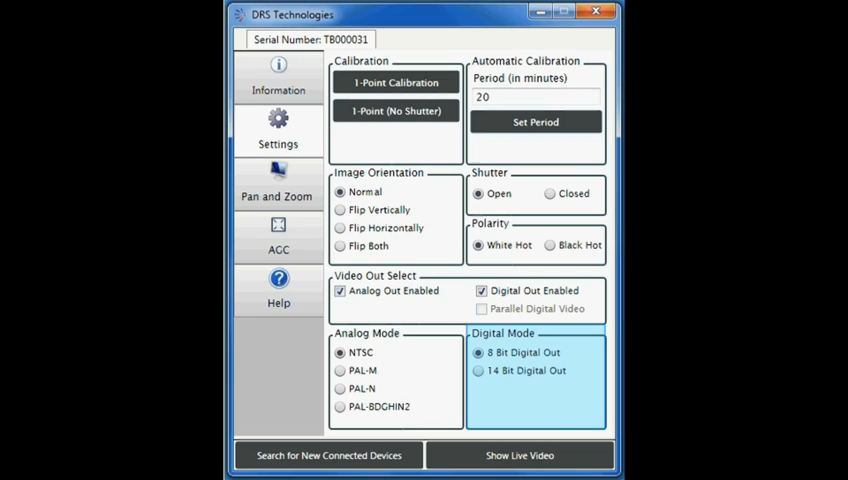 DRS Technologies
Serial Number: TB000031
Information
Settings
Pan and Zoom
AGC
Help
Calibration
1-Point Calibration
1-Point (No Shutter)
Automatic Calibration
Period (in minutes)
20
Set Period
Image Orientation
Normal
Flip Vertically
Flip Horizontally
Flip Both
Shutter
Open Closed
Polarity
White Hot Black Hot
Video Out Select
Analog Out Enabled Digital Out Enabled
Parallel Digital Video
Analog Mode
NTSC
PAL-M
PAL-N
PAL-BDGHIN2
Digital Mode
8 Bit Digital Out
14 Bit Digital Out
Search for New Connected Devices Show Live Video